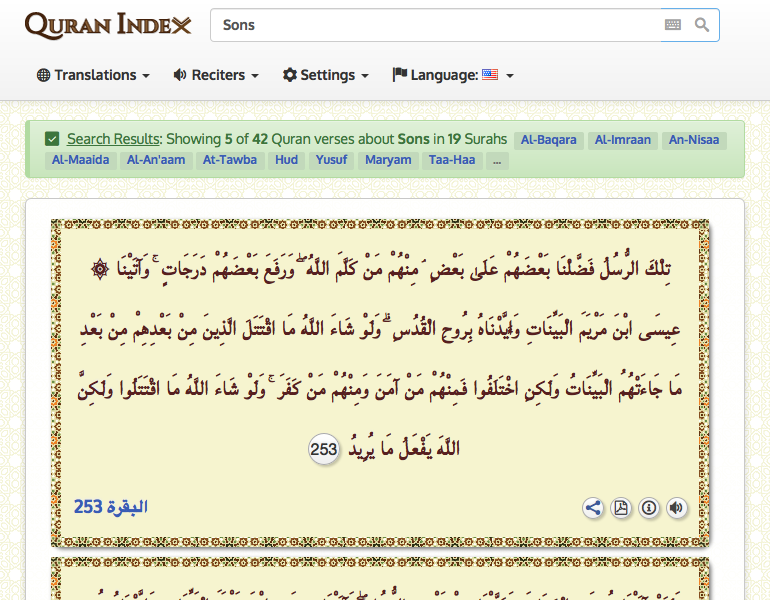 QURAN INDEX
Sons
Translations
Reciters
Settings
Language:
Search Results: Showing 5 of 42 Quran verses about Sons in 19 Surahs Al-Baqara Al-Imraan An-Nisaa
Al-Maaida Al-An'aam At-Tawba Hud Yusuf Maryam Taa-Haa ...
تِلْكَ الرُّسُلُ فَضَّلْنَا بَعْضَهُمْ عَلَىٰ بَعْضٍ ۘ مِنْهُمْ مَنْ كَلَّمَ اللَّهُ ۖ وَرَفَعَ بَعْضَهُمْ دَرَجَاتٍ ۚ وَآتَيْنَا ۞
عِيسَى ابْنَ مَرْيَمَ الْبَيِّنَاتِ وَأَيَّدْنَاهُ بِرُوحِ الْقُدُسِ ۗ وَلَوْ شَاءَ اللَّهُ مَا اقْتَتَلَ الَّذِينَ مِنْ بَعْدِهِمْ مِنْ بَعْدِ
مَا جَاءَتْهُمُ الْبَيِّنَاتُ وَلَٰكِنِ اخْتَلَفُوا فَمِنْهُمْ مَنْ آمَنَ وَمِنْهُمْ مَنْ كَفَرَ ۚ وَلَوْ شَاءَ اللَّهُ مَا اقْتَتَلُوا وَلَٰكِنَّ
اللَّهَ يَفْعَلُ مَا يُرِيدُ 253
البقرة 253